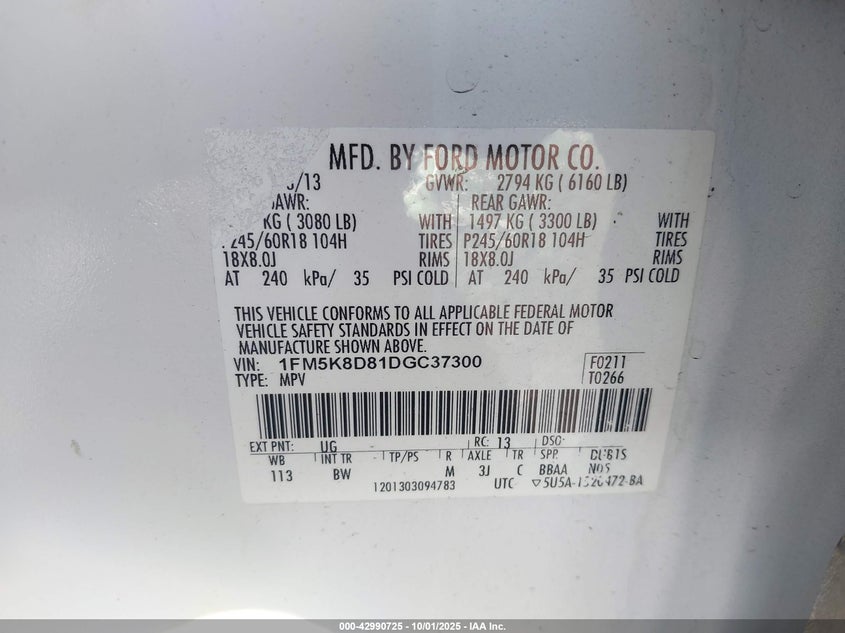 MFD. BY FORD MOTOR CO.
/13 GVWR: 2794 KG ( 6160 LB)
GAWR: REAR GAWR:
KG ( 3080 LB) WITH 1497 KG ( 3300 LB) WITH
P245/60R18 104H TIRES P245/60R18 104H TIRES
18X8.0J RIMS 18X8.0J RIMS
AT 240 kPa/ 35 PSI COLD AT 240 kPa/ 35 PSI COLD
THIS VEHICLE CONFORMS TO ALL APPLICABLE FEDERAL MOTOR
VEHICLE SAFETY STANDARDS IN EFFECT ON THE DATE OF
MANUFACTURE SHOWN ABOVE.
VIN: 1FM5K8D81DGC37300 F0211
TYPE: MPV T0266
EXT PNT: UG RC: 13 DSO:
WB INT TR TP/PS R AXLE TR SPR
113 BW M 3J C BBAA
1201303094783 UTC
000-42990725 - 10/01/2025 - IAA Inc.